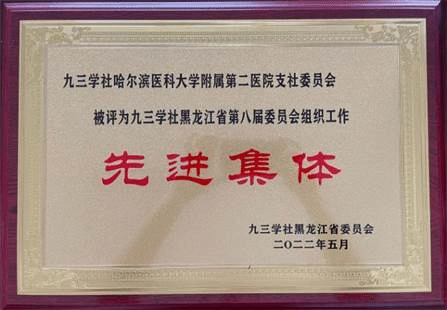 九三学社哈尔滨医科大学附属第二医院支社委员会
被评为九三学社黑龙江省第八届委员会组织工作
先进集体
九三学社黑龙江省委员会
二〇二二年五月